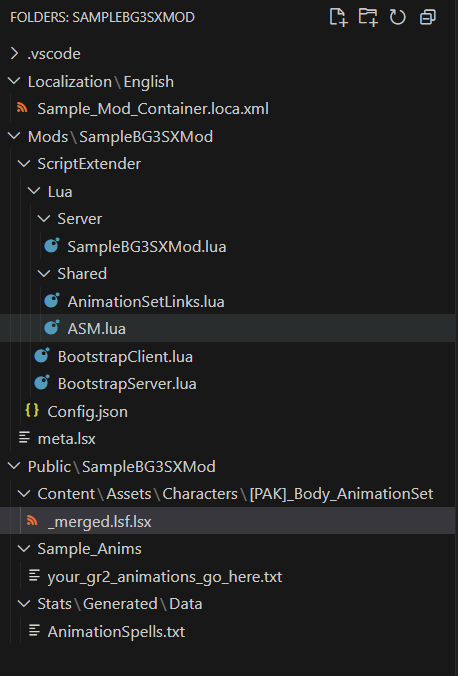 FOLDERS: SAMPLEBG3SXMOD
.vscode
Localization\English
Sample_Mod_Container.loca.xml
Mods\SampleBG3SXMod
ScriptExtender
Lua
Server
SampleBG3SXMod.lua
Shared
AnimationSetLinks.lua
ASM.lua
BootstrapClient.lua
BootstrapServer.lua
{} Config.json
meta.lsx
Public\SampleBG3SXMod
Content\Assets\Characters\[PAK]_Body_AnimationSet
_merged.lsf.lsx
Sample_Anims
your_gr2_animations_go_here.txt
Stats\Generated\Data
AnimationSpells.txt